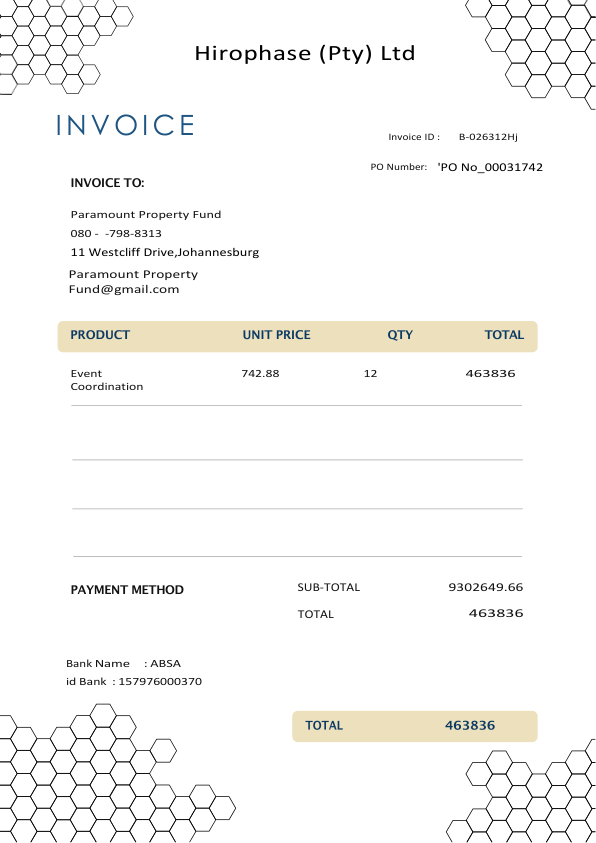 Hirophase (Pty) Ltd
INVOICE
Invoice ID : B-026312Hj
PO Number: 'PO No_00031742
INVOICE TO:
Paramount Property Fund
080 - -798-8313
11 Westcliff Drive,Johannesburg
Paramount Property
Fund@gmail.com
PRODUCT UNIT PRICE QTY TOTAL
Event 742.88 12 463836
Coordination
PAYMENT METHOD SUB-TOTAL 9302649.66
TOTAL 463836
Bank Name : ABSA
id Bank : 157976000370
TOTAL 463836